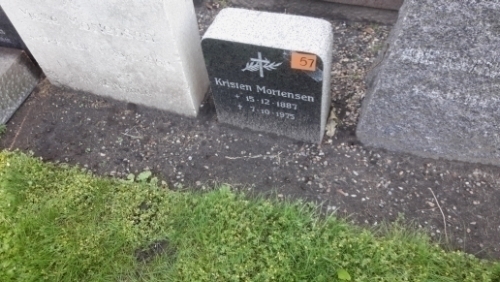 57
Kristen Mortensen
* 15-12-1887
+ 7-10-1975